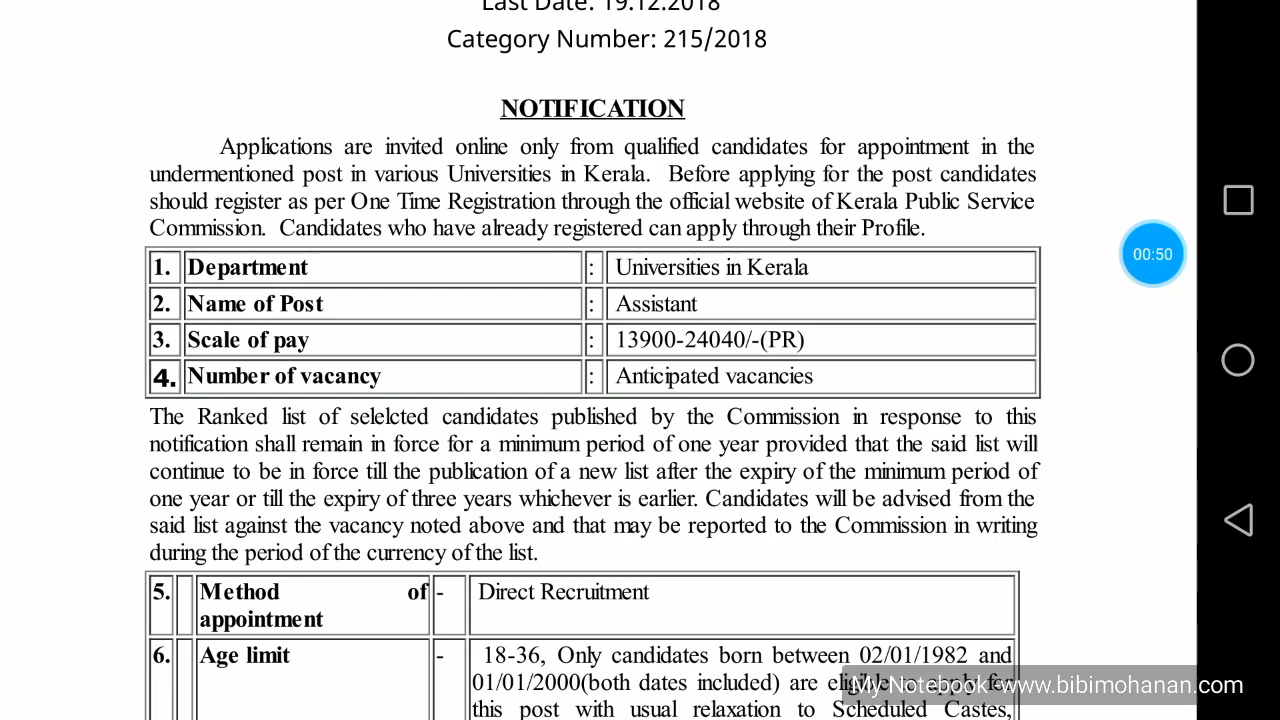 Last Date: 19.12.2018
Category Number: 215/2018
NOTIFICATION
Applications are invited online only from qualified candidates for appointment in the
undermentioned post in various Universities in Kerala. Before applying for the post candidates
should register as per One Time Registration through the official website of Kerala Public Service
Commission. Candidates who have already registered can apply through their Profile.
1. Department : Universities in Kerala
2. Name of Post : Assistant
3. Scale of pay : 13900-24040/-(PR)
4. Number of vacancy : Anticipated vacancies
The Ranked list of selelcted candidates published by the Commission in response to this
notification shall remain in force for a minimum period of one year provided that the said list will
continue to be in force till the publication of a new list after the expiry of the minimum period of
one year or till the expiry of three years whichever is earlier. Candidates will be advised from the
said list against the vacancy noted above and that may be reported to the Commission in writing
during the period of the currency of the list.
5. Method of - Direct Recruitment
appointment
6. Age limit - 18-36, Only candidates born between 02/01/1982 and
01/01/2000(both dates included) are eligible to apply for
this post with usual relaxation to Scheduled Castes,
00:50
My Notebook -www.bibimohanan.com